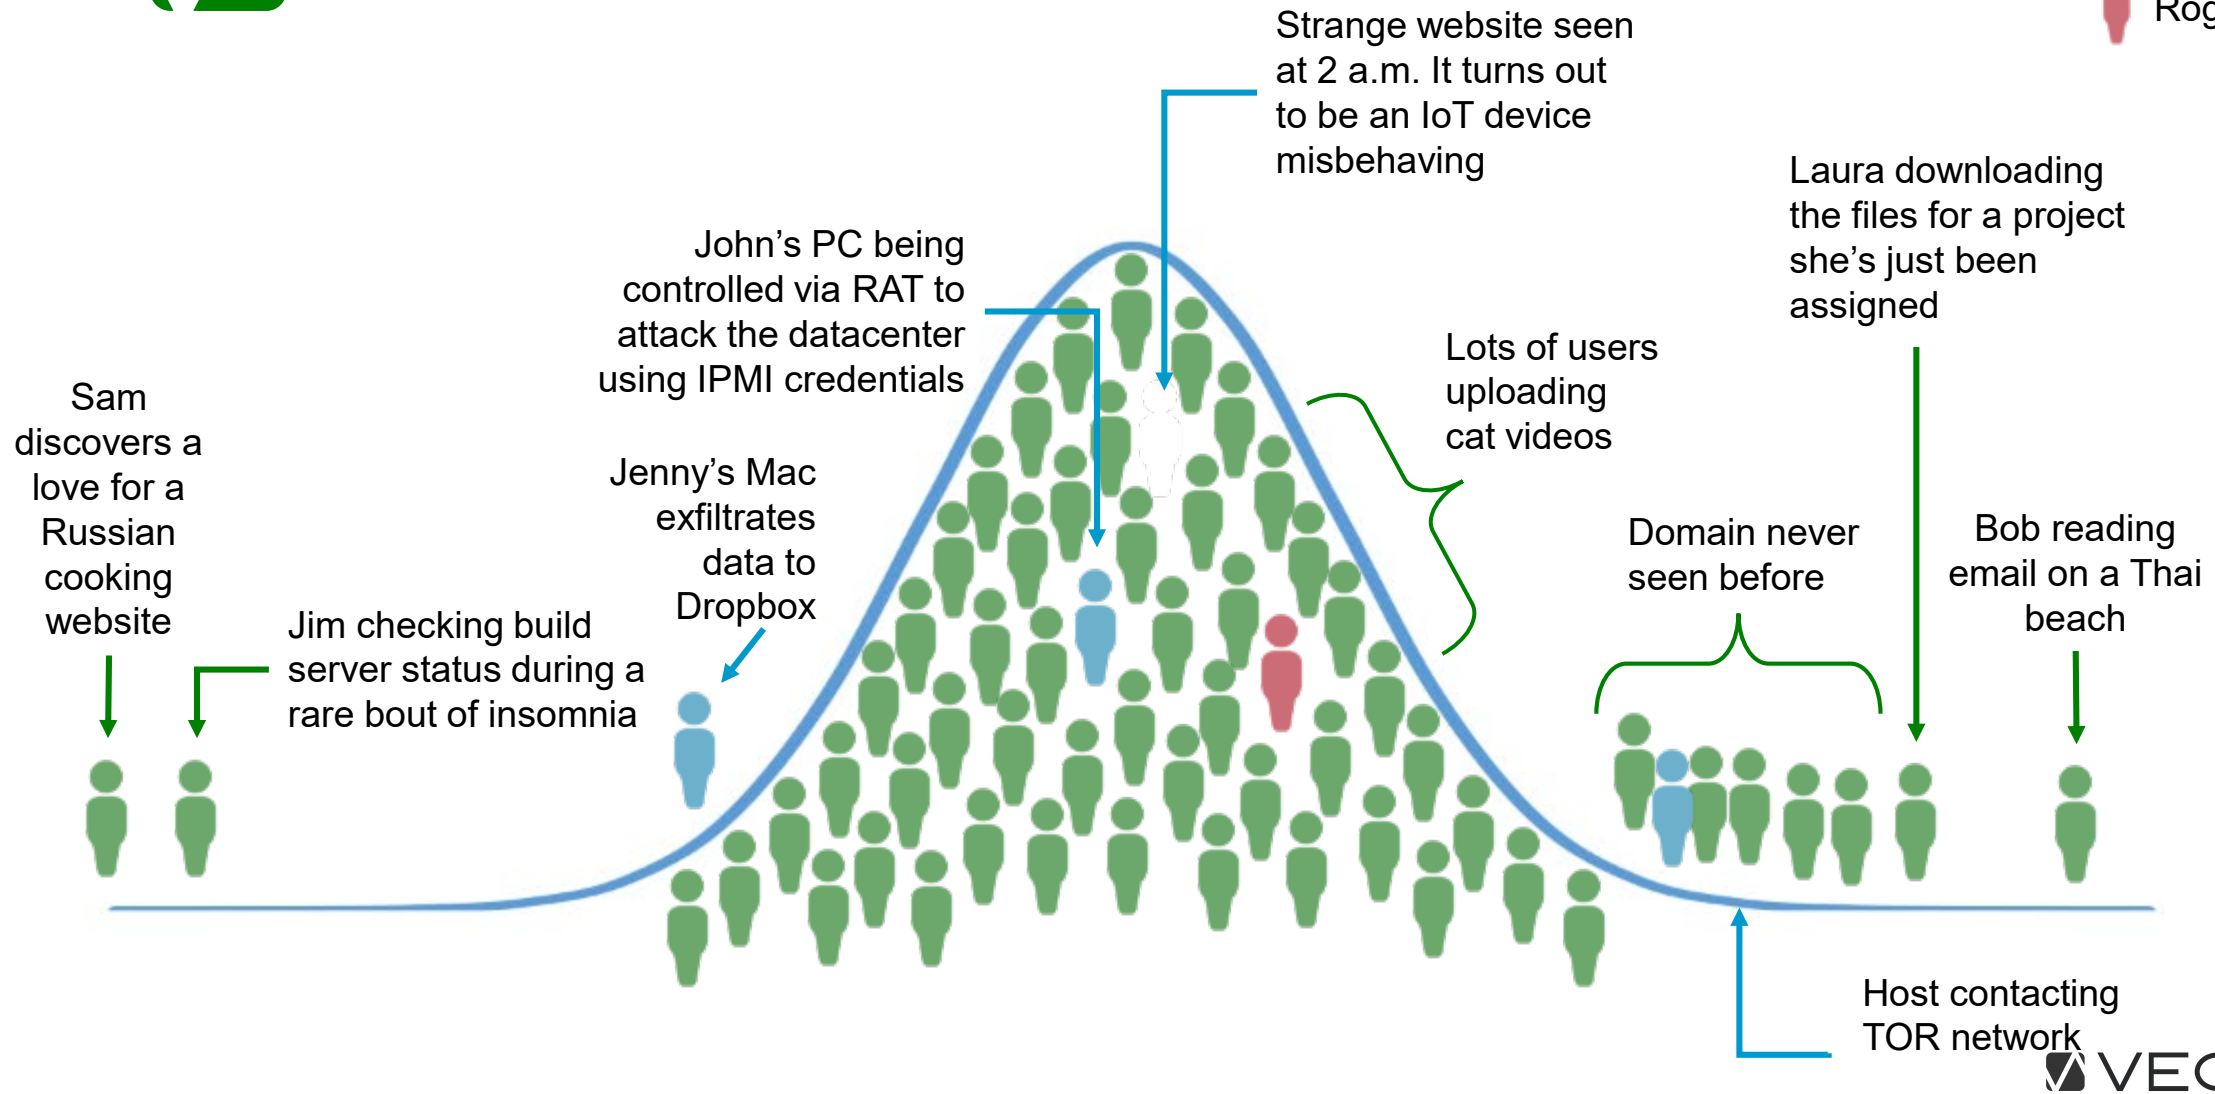 Strange website seen
at 2 a.m. It turns out
to be an IoT device
misbehaving
Laura downloading
the files for a project
she’s just been
assigned
John’s PC being
controlled via RAT to
attack the datacenter
using IPMI credentials
Lots of users
uploading
cat videos
Sam
discovers a
love for a
Russian
cooking
website
Jenny’s Mac
exfiltrates
data to
Dropbox
Domain never
seen before
Bob reading
email on a Thai
beach
Jim checking build
server status during a
rare bout of insomnia
Host contacting
TOR network